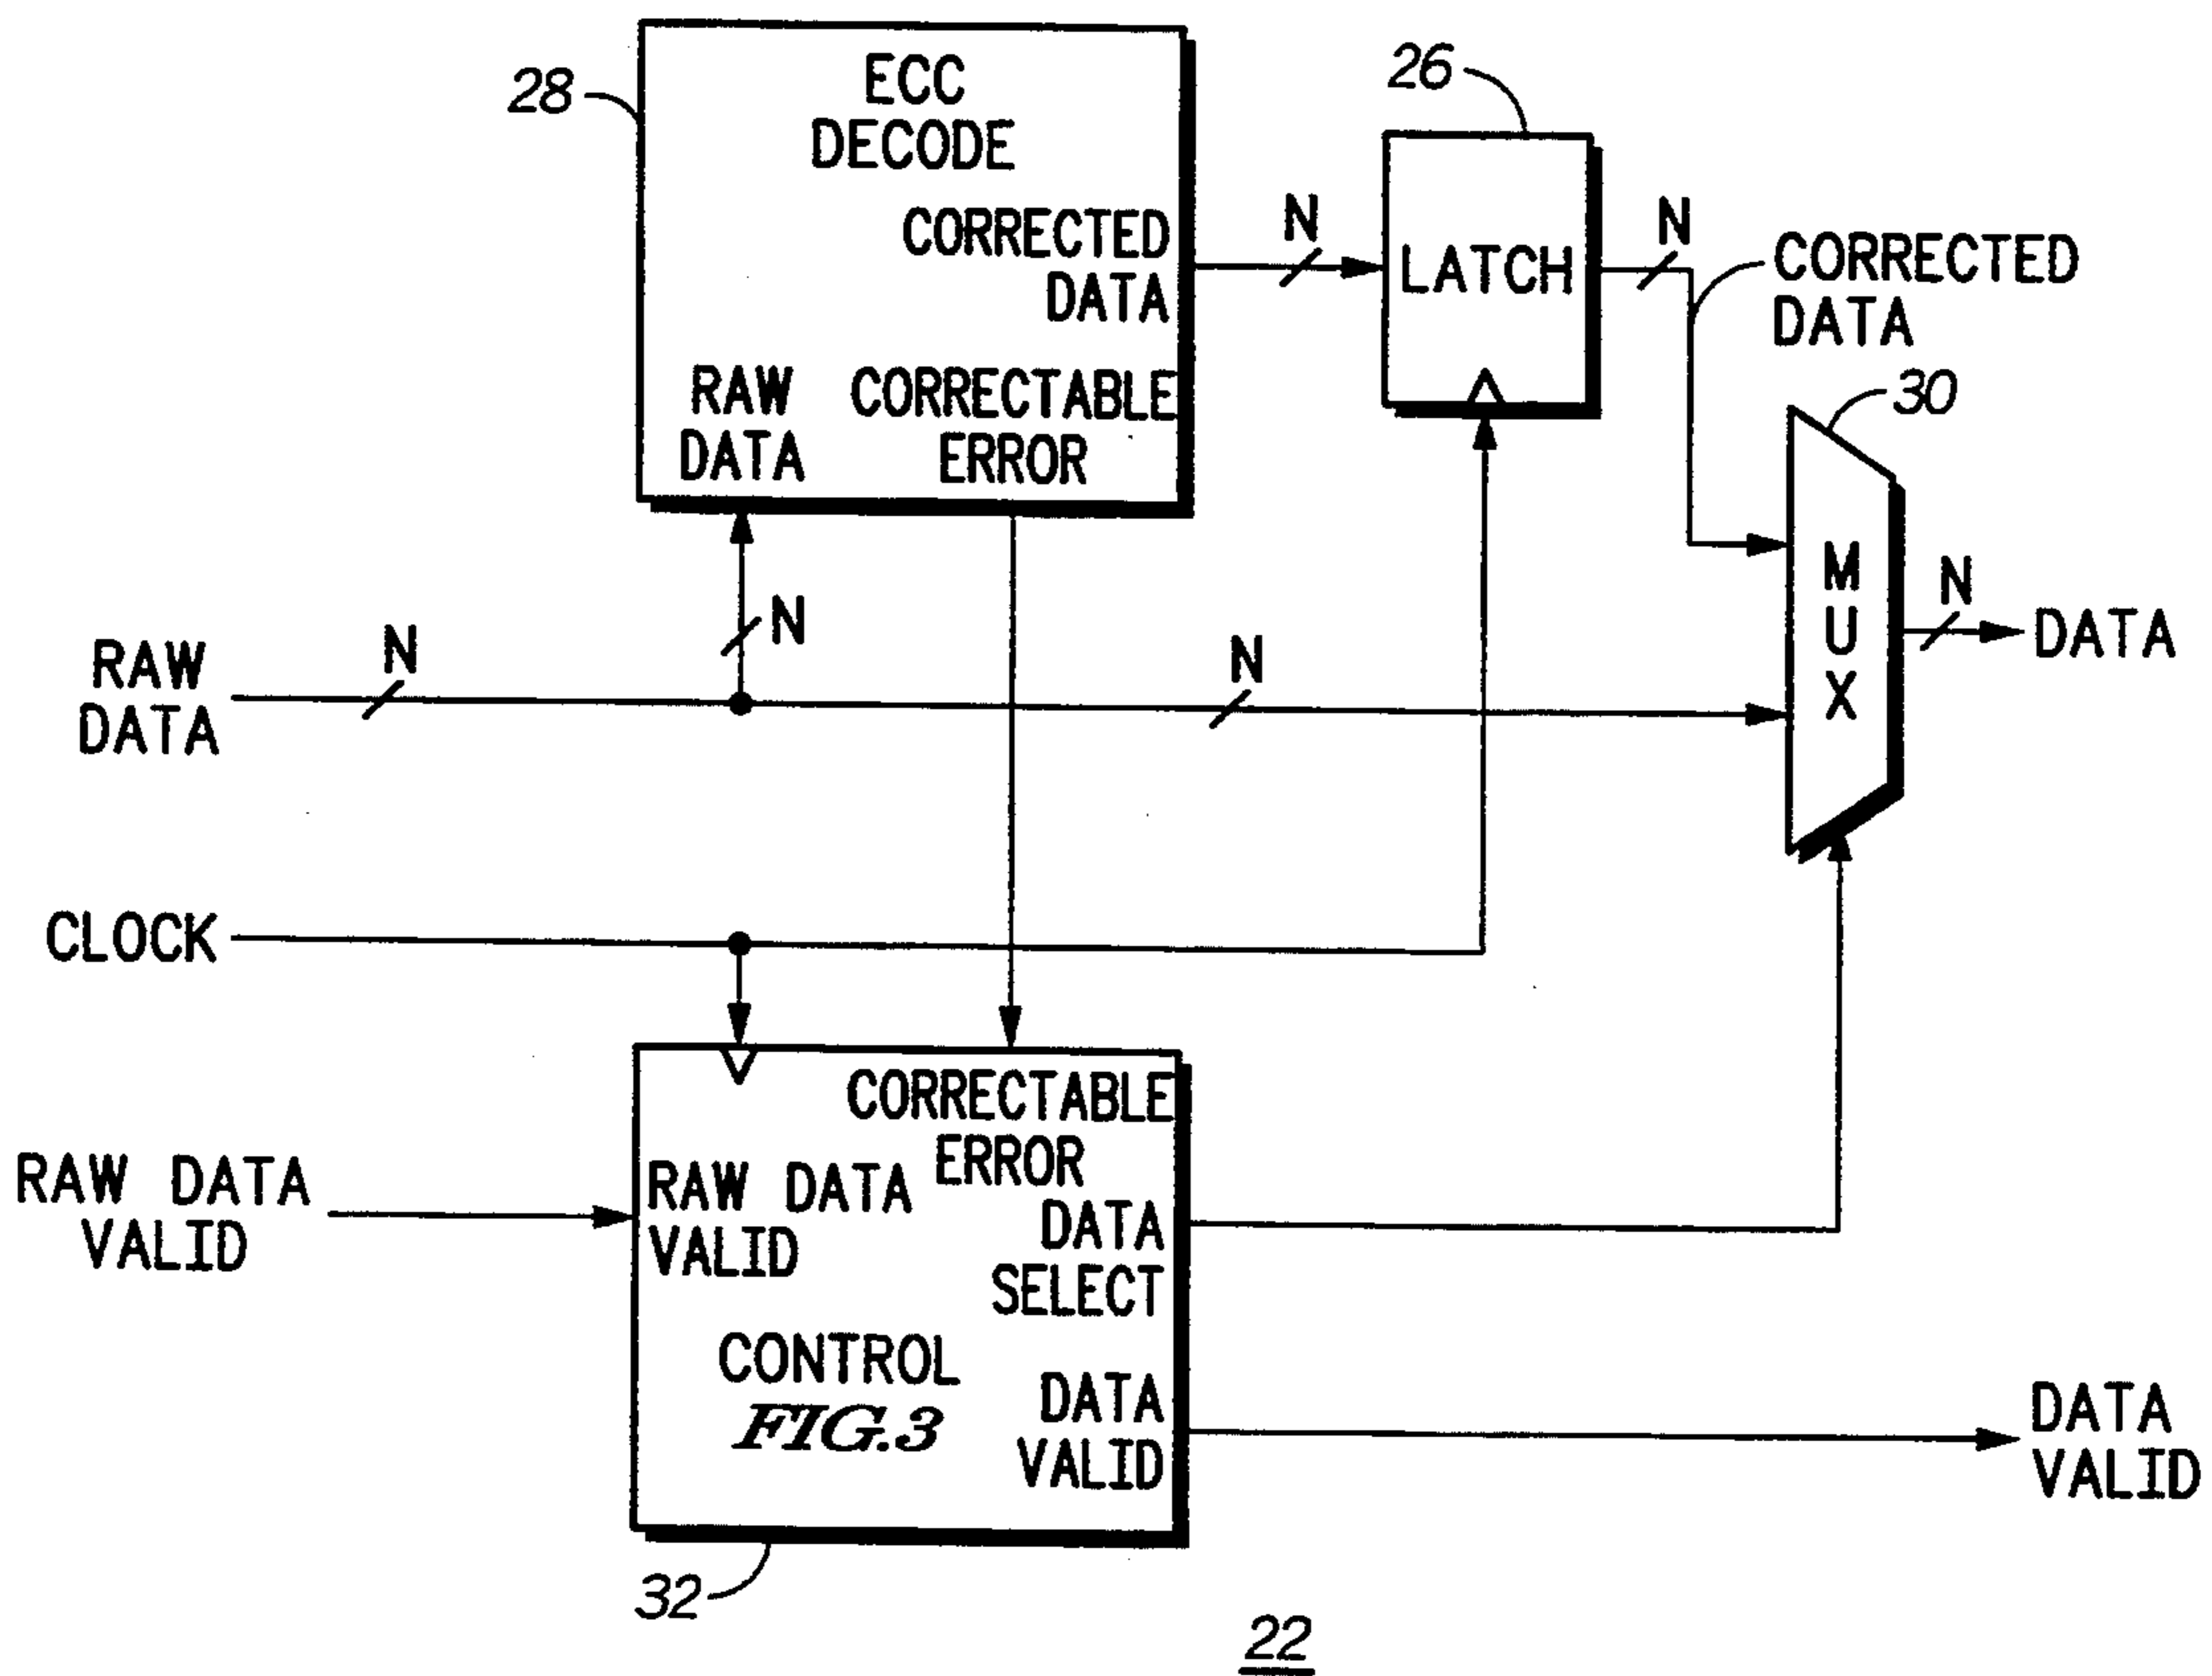 28
ECC
DECODE
CORRECTED
DATA
RAW
DATA
CORRECTABLE
ERROR
26
N
LATCH
N
CORRECTED
DATA
30
MUX
N
DATA
RAW
DATA
N
N
N
CLOCK
RAW DATA
VALID
CORRECTABLE
ERROR
RAW DATA
VALID
DATA
SELECT
CONTROL
FIG.3
DATA
VALID
DATA
VALID
32
22